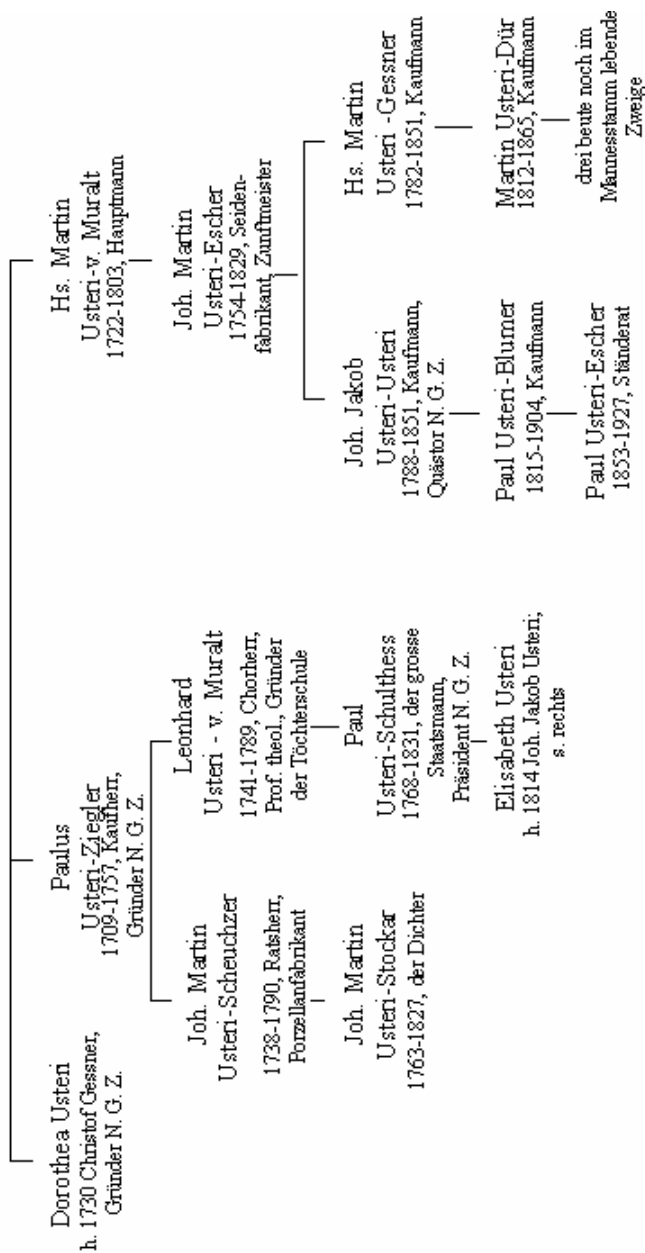 Dorothea Usteri
h. 1730 Christof Gessner,
Gründer N. G. Z.
Paulus
Usteri-Ziegler
1709-1757, Kaufherr,
Gründer N. G. Z.
Hs. Martin
Usteri-v. Muralt
1722-1803, Hauptmann
Joh. Martin
Usteri-Scheuchzer
1738-1790, Ratsherr,
Porzellanfabrikant
Leonhard
Usteri - v. Muralt
1741-1789, Chorherr,
Prof. theol., Gründer
der Töchterschule
Joh. Martin
Usteri-Escher
1754-1829, Seiden-
fabrikant, Zunftmeister
Joh. Martin
Usteri-Stockar
1763-1827, der Dichter
Paul
Usteri-Schulthess
1768-1831, der grosse
Staatsmann,
Präsident N. G. Z.
Joh. Jakob
Usteri-Usteri
1788-1851, Kaufmann,
Quästor N. G. Z.
Hs. Martin
Usteri -Gessner
1782-1851, Kaufmann
Elisabeth Usteri
h. 1814 Joh. Jakob Usteri;
s. rechts
Paul Usteri-Blumer
1815-1904, Kaufmann
Martin Usteri-Dür
1812-1865, Kaufmann
Paul Usteri-Escher
1853-1927, Ständerat
drei beute noch im
Mannesstamm lebende
Zweige